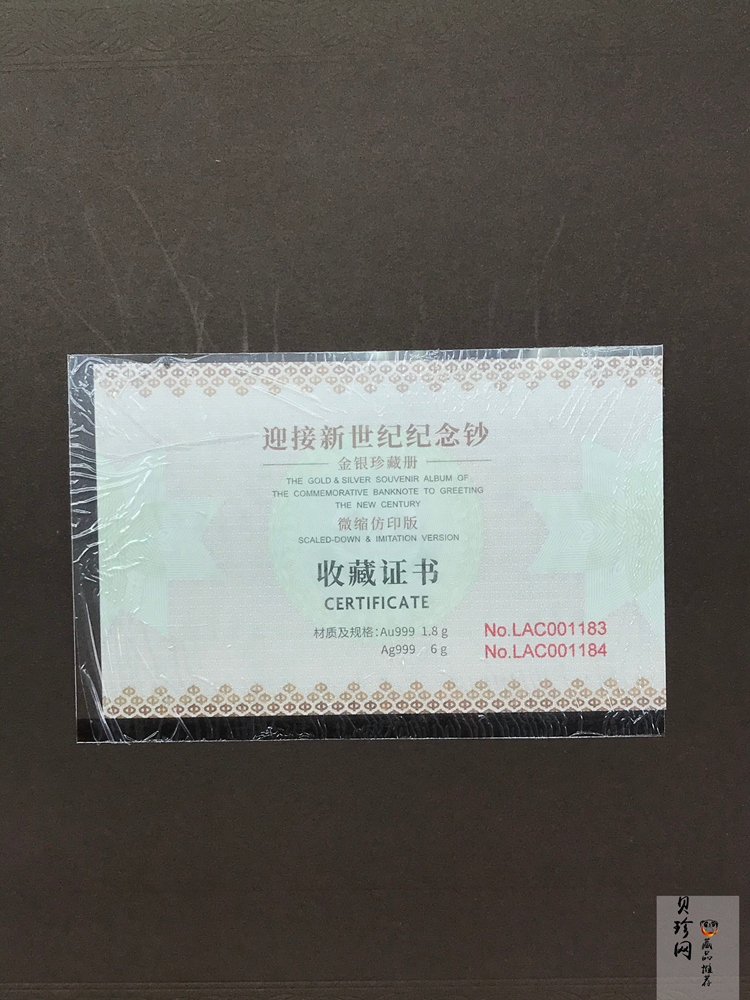 迎接新世纪纪念钞
金银珍藏册
THE GOLD & SILVER SOUVENIR ALBUM OF
THE COMMEMORATIVE BANKNOTE TO GREETING
THE NEW CENTURY
微缩仿印版
SCALED-DOWN & IMITATION VERSION
收藏证书
CERTIFICATE
材质及规格:Au999 1.8g No.LAC001183
Ag999 6g No.LAC001184
贝珍网
藏品推荐